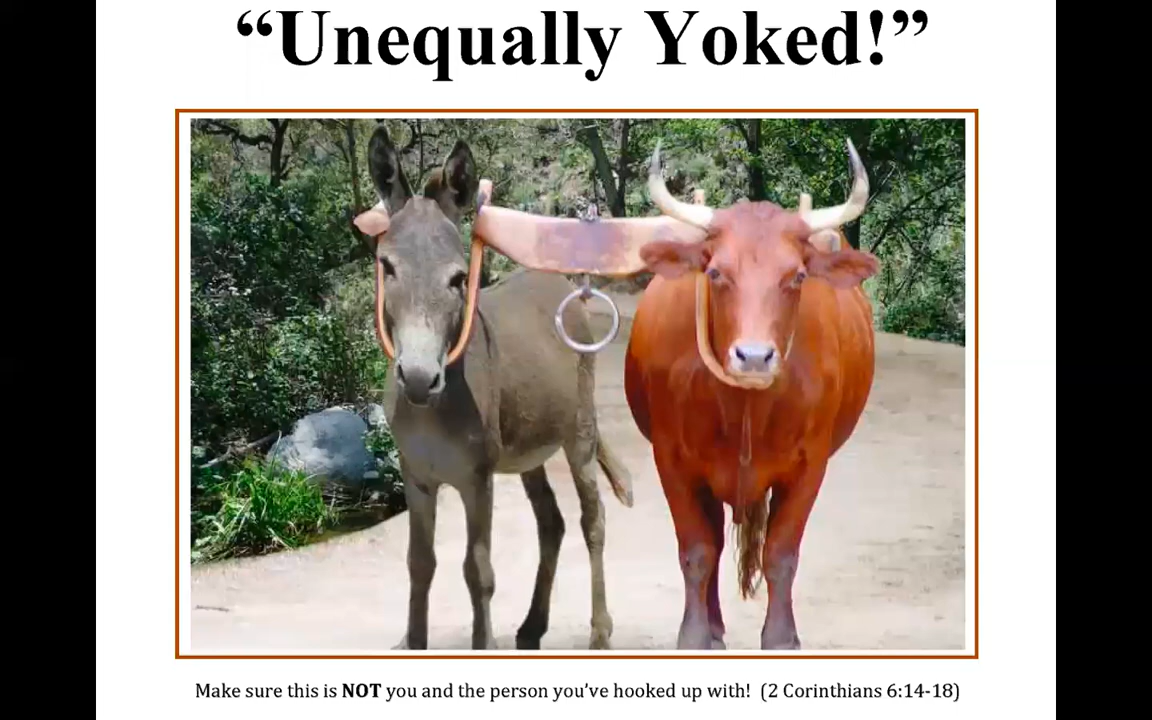 “Unequally Yoked!”
Make sure this is NOT you and the person you’ve hooked up with!  (2 Corinthians 6:14-18)